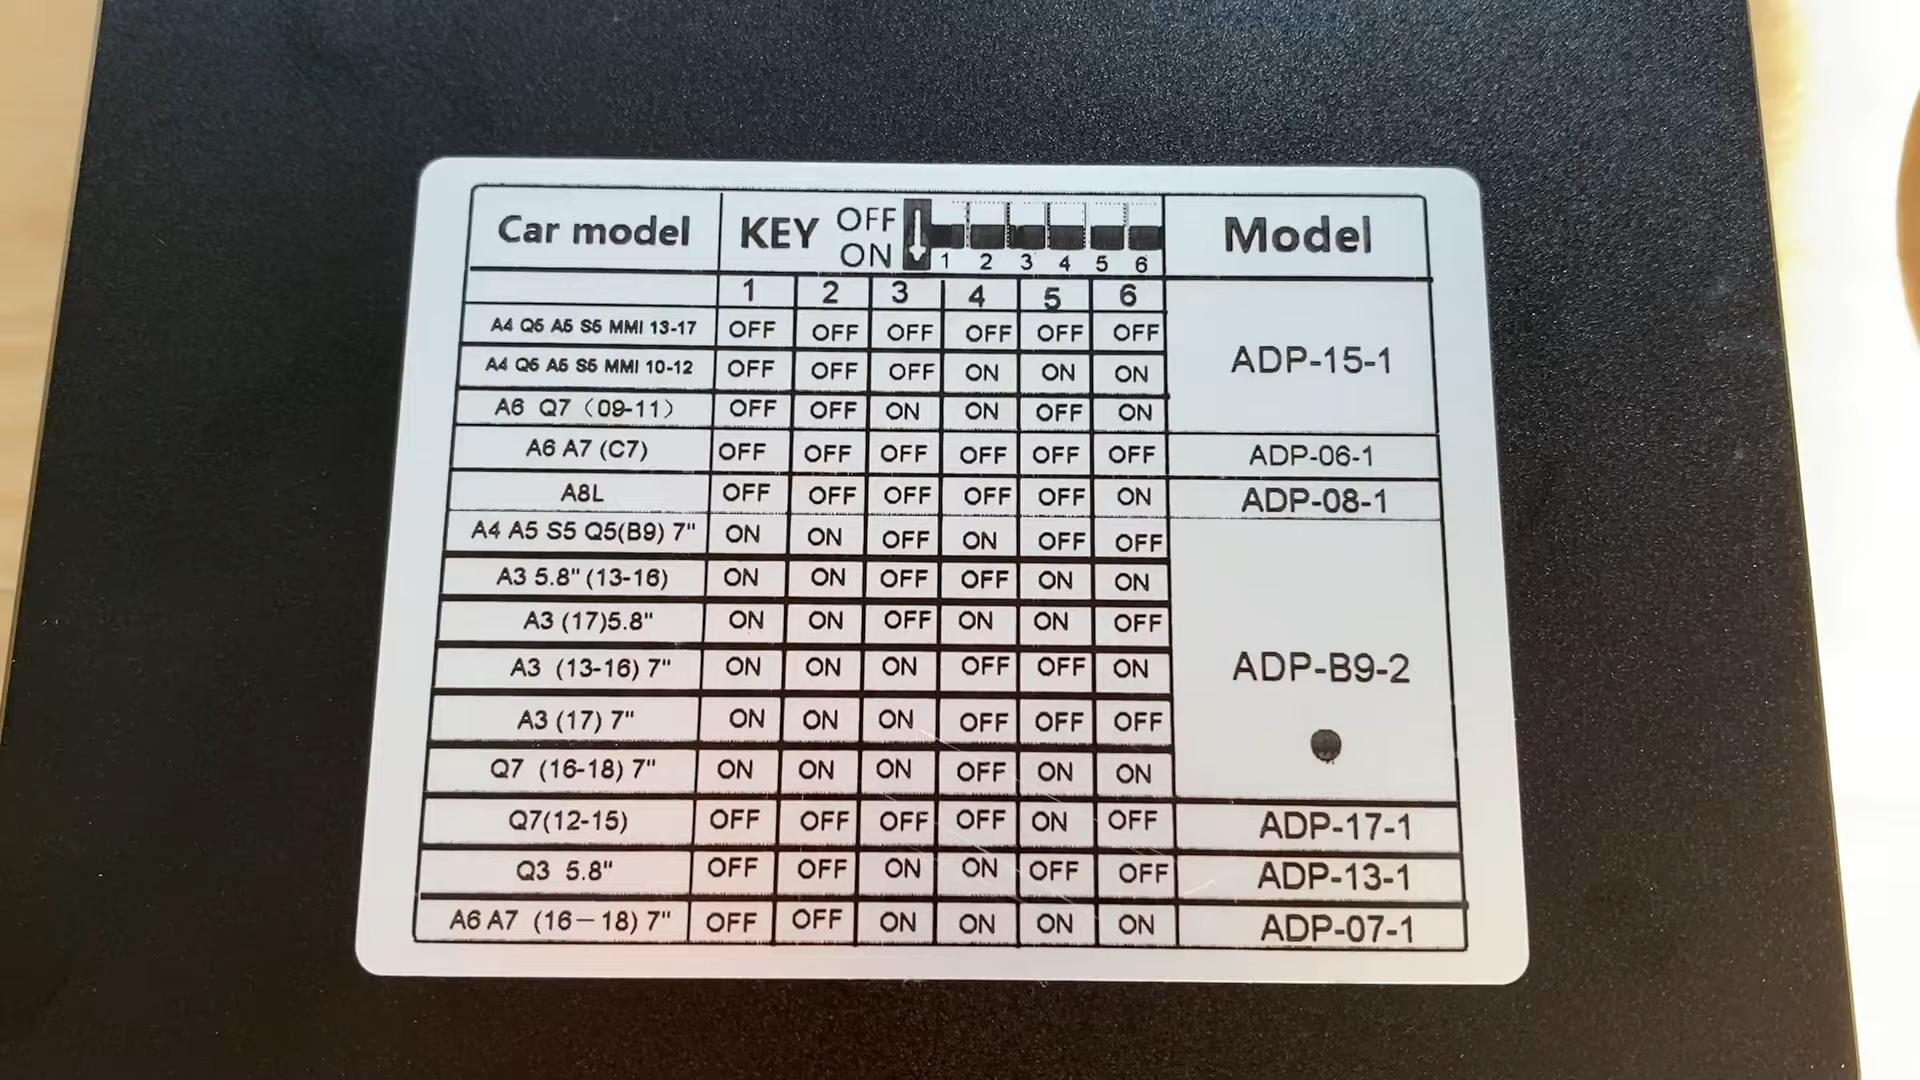 Car model KEY OFF ON 1 2 3 4 5 6 Model
1 2 3 4 5 6
A4 Q5 A5 S5 MMI 13-17 OFF OFF OFF OFF OFF OFF
A4 Q5 A5 S5 MMI 10-12 OFF OFF OFF ON ON ON ADP-15-1
A6 Q7 (09-11) OFF OFF ON ON OFF ON
A6 A7 (C7) OFF OFF OFF OFF OFF OFF ADP-06-1
A8L OFF OFF OFF OFF OFF ON ADP-08-1
A4 A5 S5 Q5(B9) 7" ON ON OFF ON OFF OFF
A3 5.8" (13-16) ON ON OFF OFF ON ON
A3 (17)5.8" ON ON OFF ON ON OFF
A3 (13-16) 7" ON ON ON OFF OFF ON ADP-B9-2
A3 (17) 7" ON ON ON OFF OFF OFF
Q7 (16-18) 7" ON ON ON OFF ON ON
Q7(12-15) OFF OFF OFF OFF ON OFF ADP-17-1
Q3 5.8" OFF OFF ON ON OFF OFF ADP-13-1
A6 A7 (16－18) 7" OFF OFF ON ON ON ON ADP-07-1